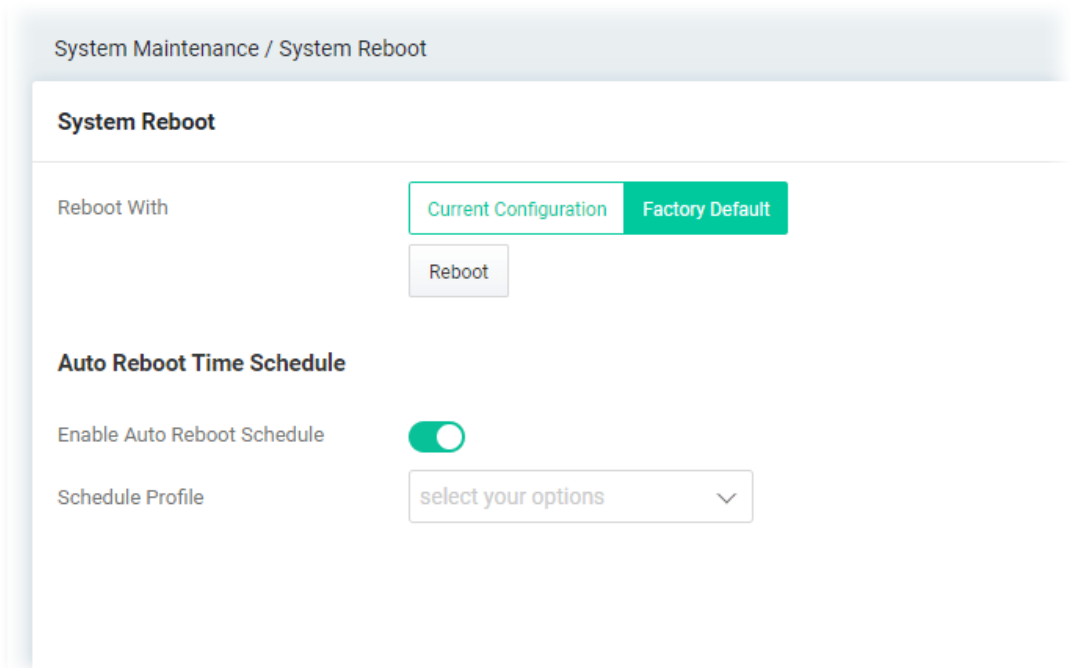 System Maintenance / System Reboot
System Reboot
Reboot With
Current Configuration Factory Default
Reboot
Auto Reboot Time Schedule
Enable Auto Reboot Schedule
Schedule Profile select your options